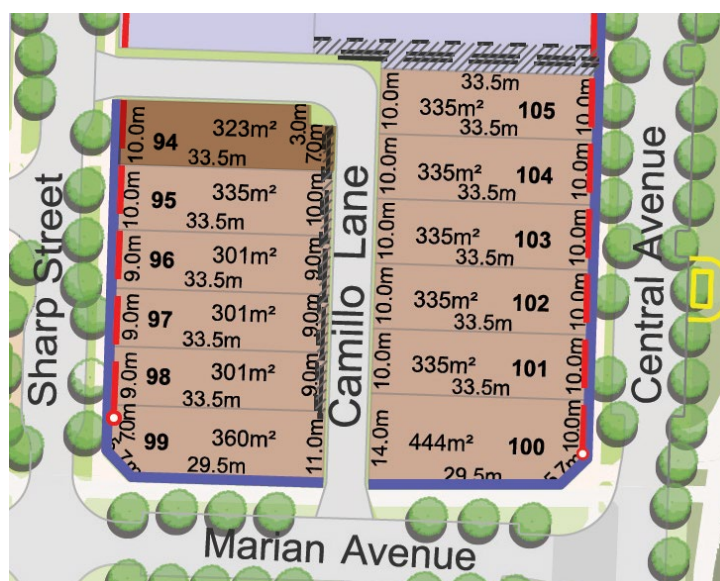 Sharp Street
Camillo Lane
Central Avenue
Marian Avenue
10.0m
94
323m²
3.0m
7.0m
33.5m
10.0m
95
335m²
10.0m
33.5m
9.0m
96
301m²
9.0m
33.5m
9.0m
97
301m²
9.0m
33.5m
9.0m
98
301m²
9.0m
33.5m
7.0m
99
360m²
11.0m
29.5m
33.5m
10.0m
335m²
105
10.0m
33.5m
10.0m
335m²
104
10.0m
33.5m
10.0m
335m²
103
10.0m
33.5m
10.0m
335m²
102
10.0m
33.5m
10.0m
335m²
101
10.0m
33.5m
14.0m
444m²
100
10.0m
29.5m
5.7m